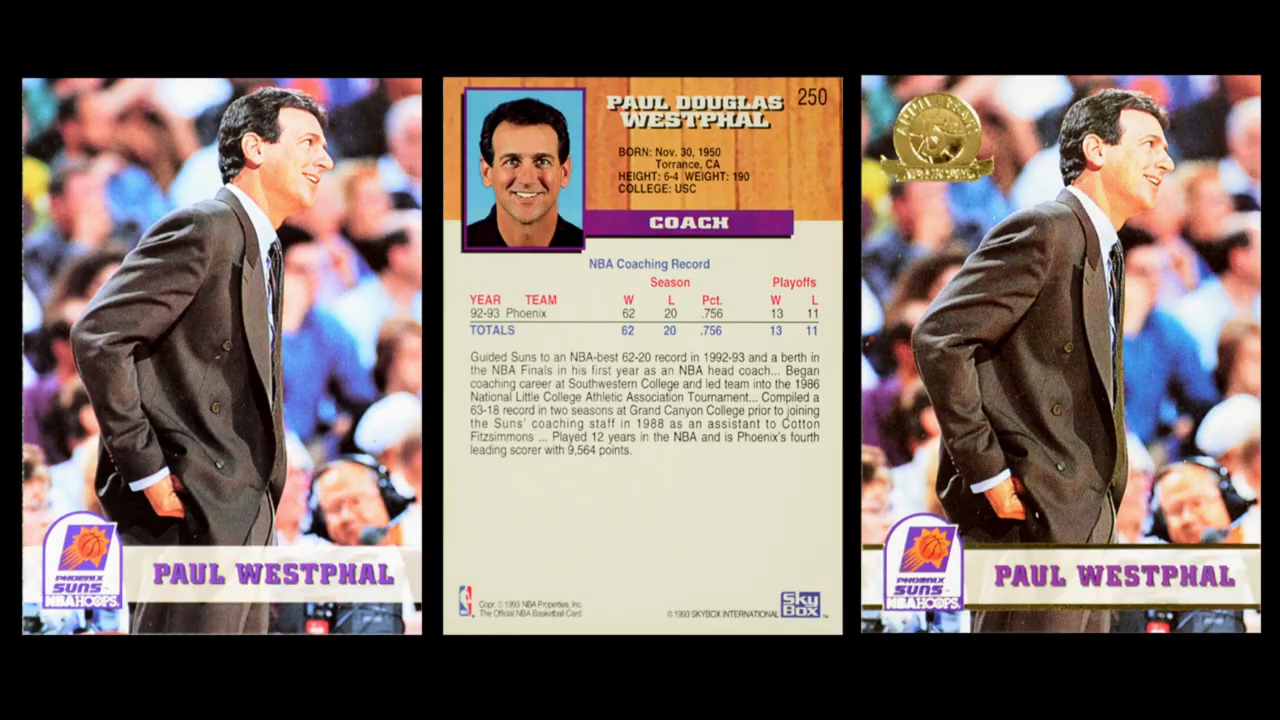 PHOENIX
SUNS
NBA HOOPS
PAUL WESTPHAL
PAUL DOUGLAS
WESTPHAL
250
BORN: Nov. 30, 1950
Torrance, CA
HEIGHT: 6-4 WEIGHT: 190
COLLEGE: USC
COACH
NBA Coaching Record
Season Playoffs
YEAR TEAM W L Pct. W L
92-93 Phoenix 62 20 .756 13 11
TOTALS 62 20 .756 13 11
Guided Suns to an NBA-best 62-20 record in 1992-93 and a berth in
the NBA Finals in his first year as an NBA head coach... Began
coaching career at Southwestern College and led team into the 1986
National Little College Athletic Association Tournament... Compiled a
63-18 record in two seasons at Grand Canyon College prior to joining
the Suns' coaching staff in 1988 as an assistant to Cotton
Fitzsimmons ... Played 12 years in the NBA and is Phoenix's fourth
leading scorer with 9,564 points.
Copr. © 1993 NBA Properties, Inc.
The Official NBA Basketball Card
© 1993 SKYBOX INTERNATIONAL
Sky
Box
TM
PHOENIX
SUNS
NBA HOOPS
PAUL WESTPHAL